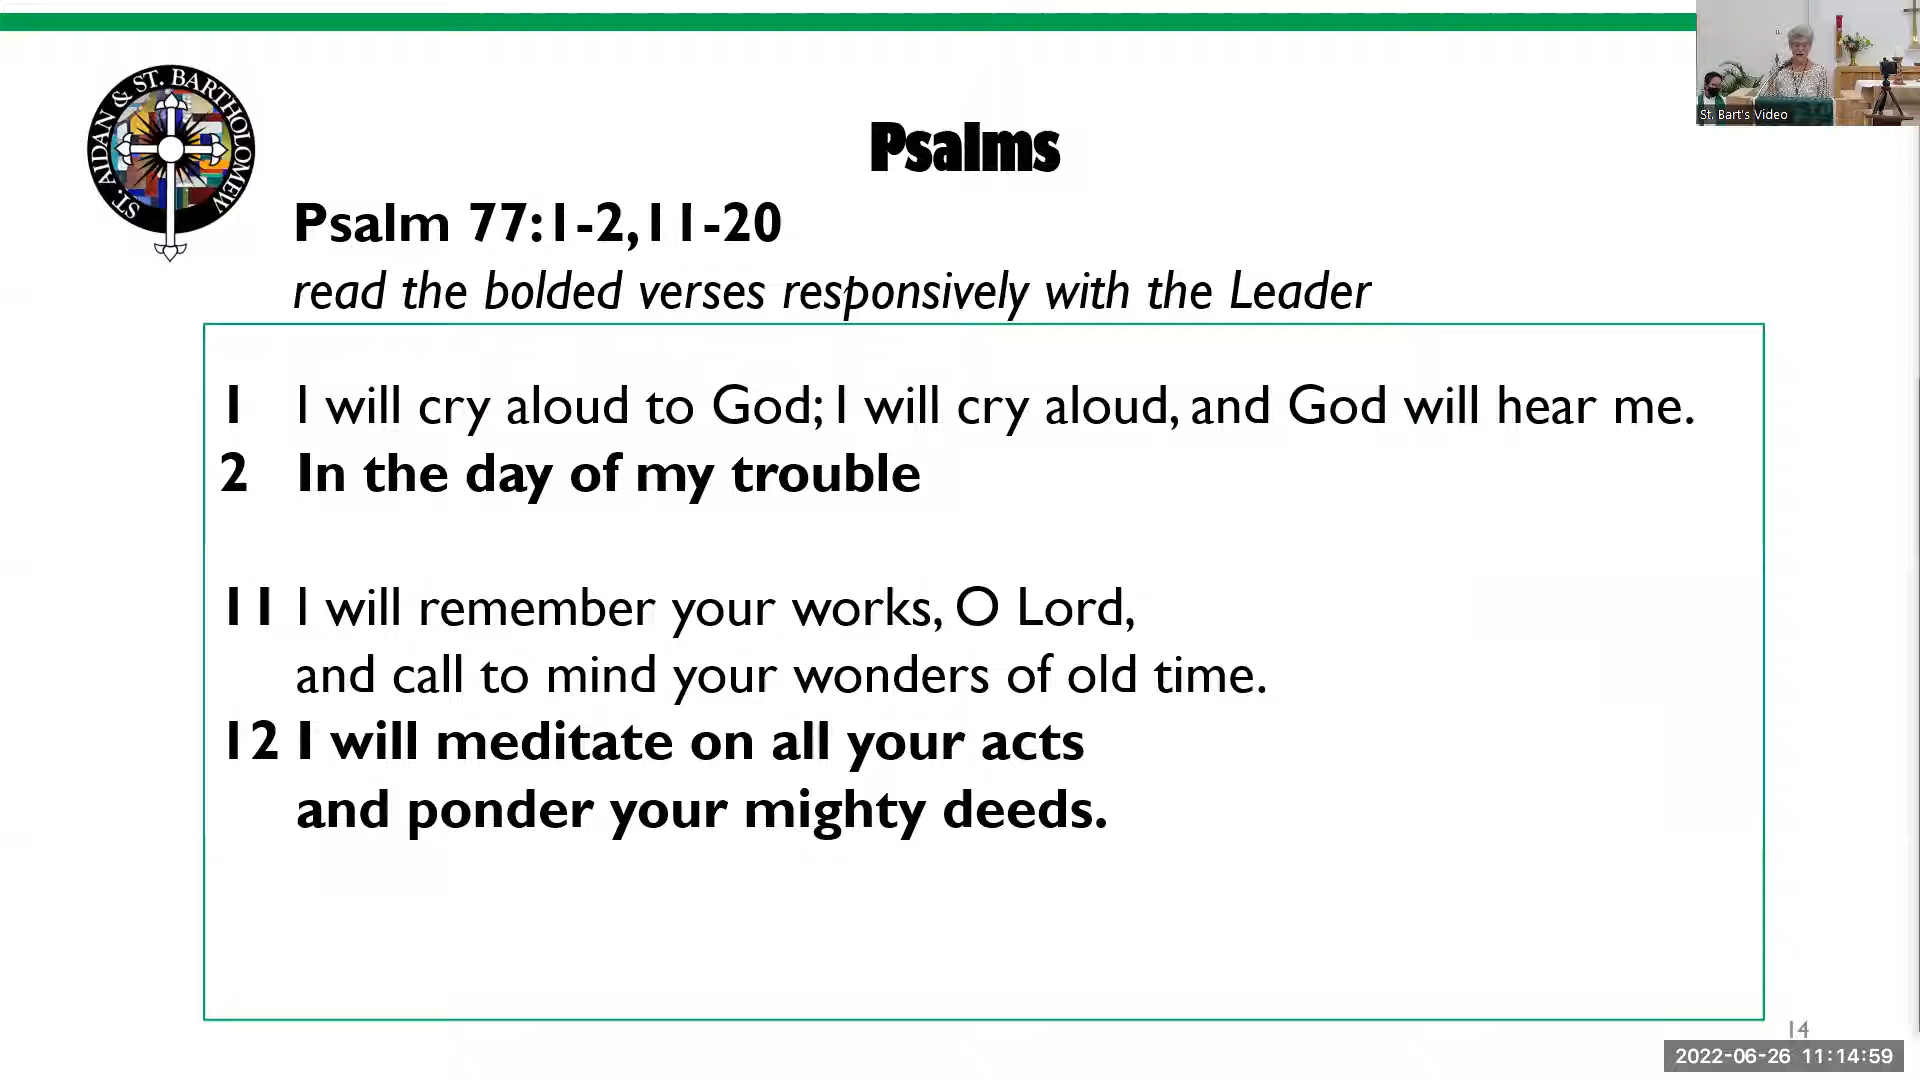 ST. AIDAN & ST. BARTHOLOMEW
St. Bart's Video
Psalms
Psalm 77:1-2,11-20
read the bolded verses responsively with the Leader
1 I will cry aloud to God; I will cry aloud, and God will hear me.
2 In the day of my trouble
11 I will remember your works, O Lord,
and call to mind your wonders of old time.
12 I will meditate on all your acts
and ponder your mighty deeds.
14
2022-06-26 11:14:59